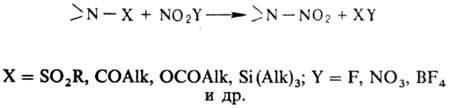 >N—X + NO₂Y ⟶ >N—NO₂ + XY
X = SO₂R, COAlk, OCOAlk, Si(Alk)₃; Y = F, NO₃, BF₄
и др.